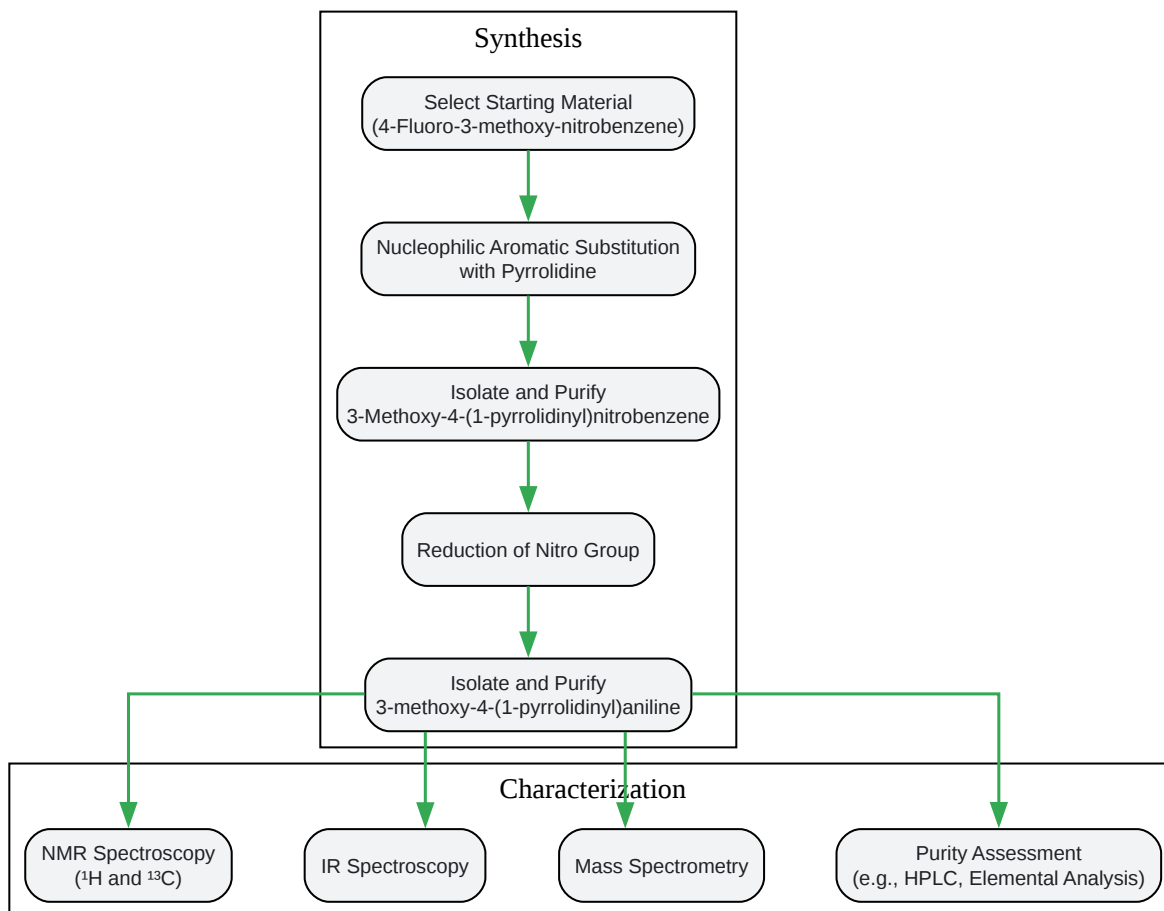 Synthesis
Select Starting Material
(4-Fluoro-3-methoxy-nitrobenzene)
Nucleophilic Aromatic Substitution
with Pyrrolidine
Isolate and Purify
3-Methoxy-4-(1-pyrrolidinyl)nitrobenzene
Reduction of Nitro Group
Isolate and Purify
3-methoxy-4-(1-pyrrolidinyl)aniline
Characterization
NMR Spectroscopy
(¹H and ¹³C)
IR Spectroscopy
Mass Spectrometry
Purity Assessment
(e.g., HPLC, Elemental Analysis)